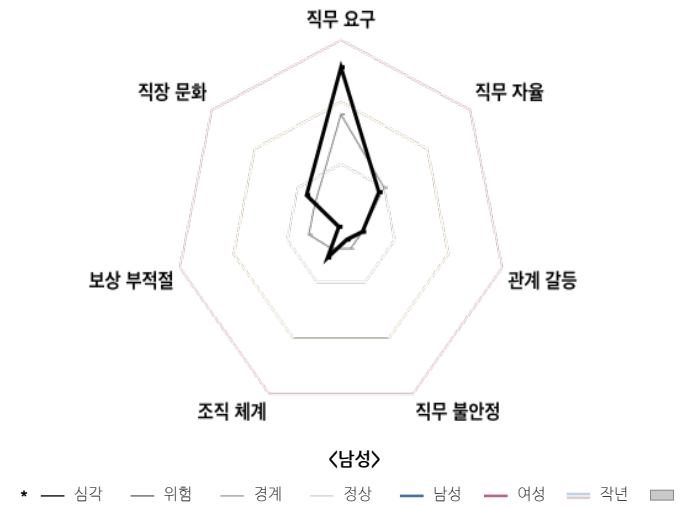 직무 요구
직장 문화
직무 자율
보상 부적절
관계 갈등
조직 체계
직무 불안정
<남성>
* 심각 위험 경계 정상 남성 여성 작년